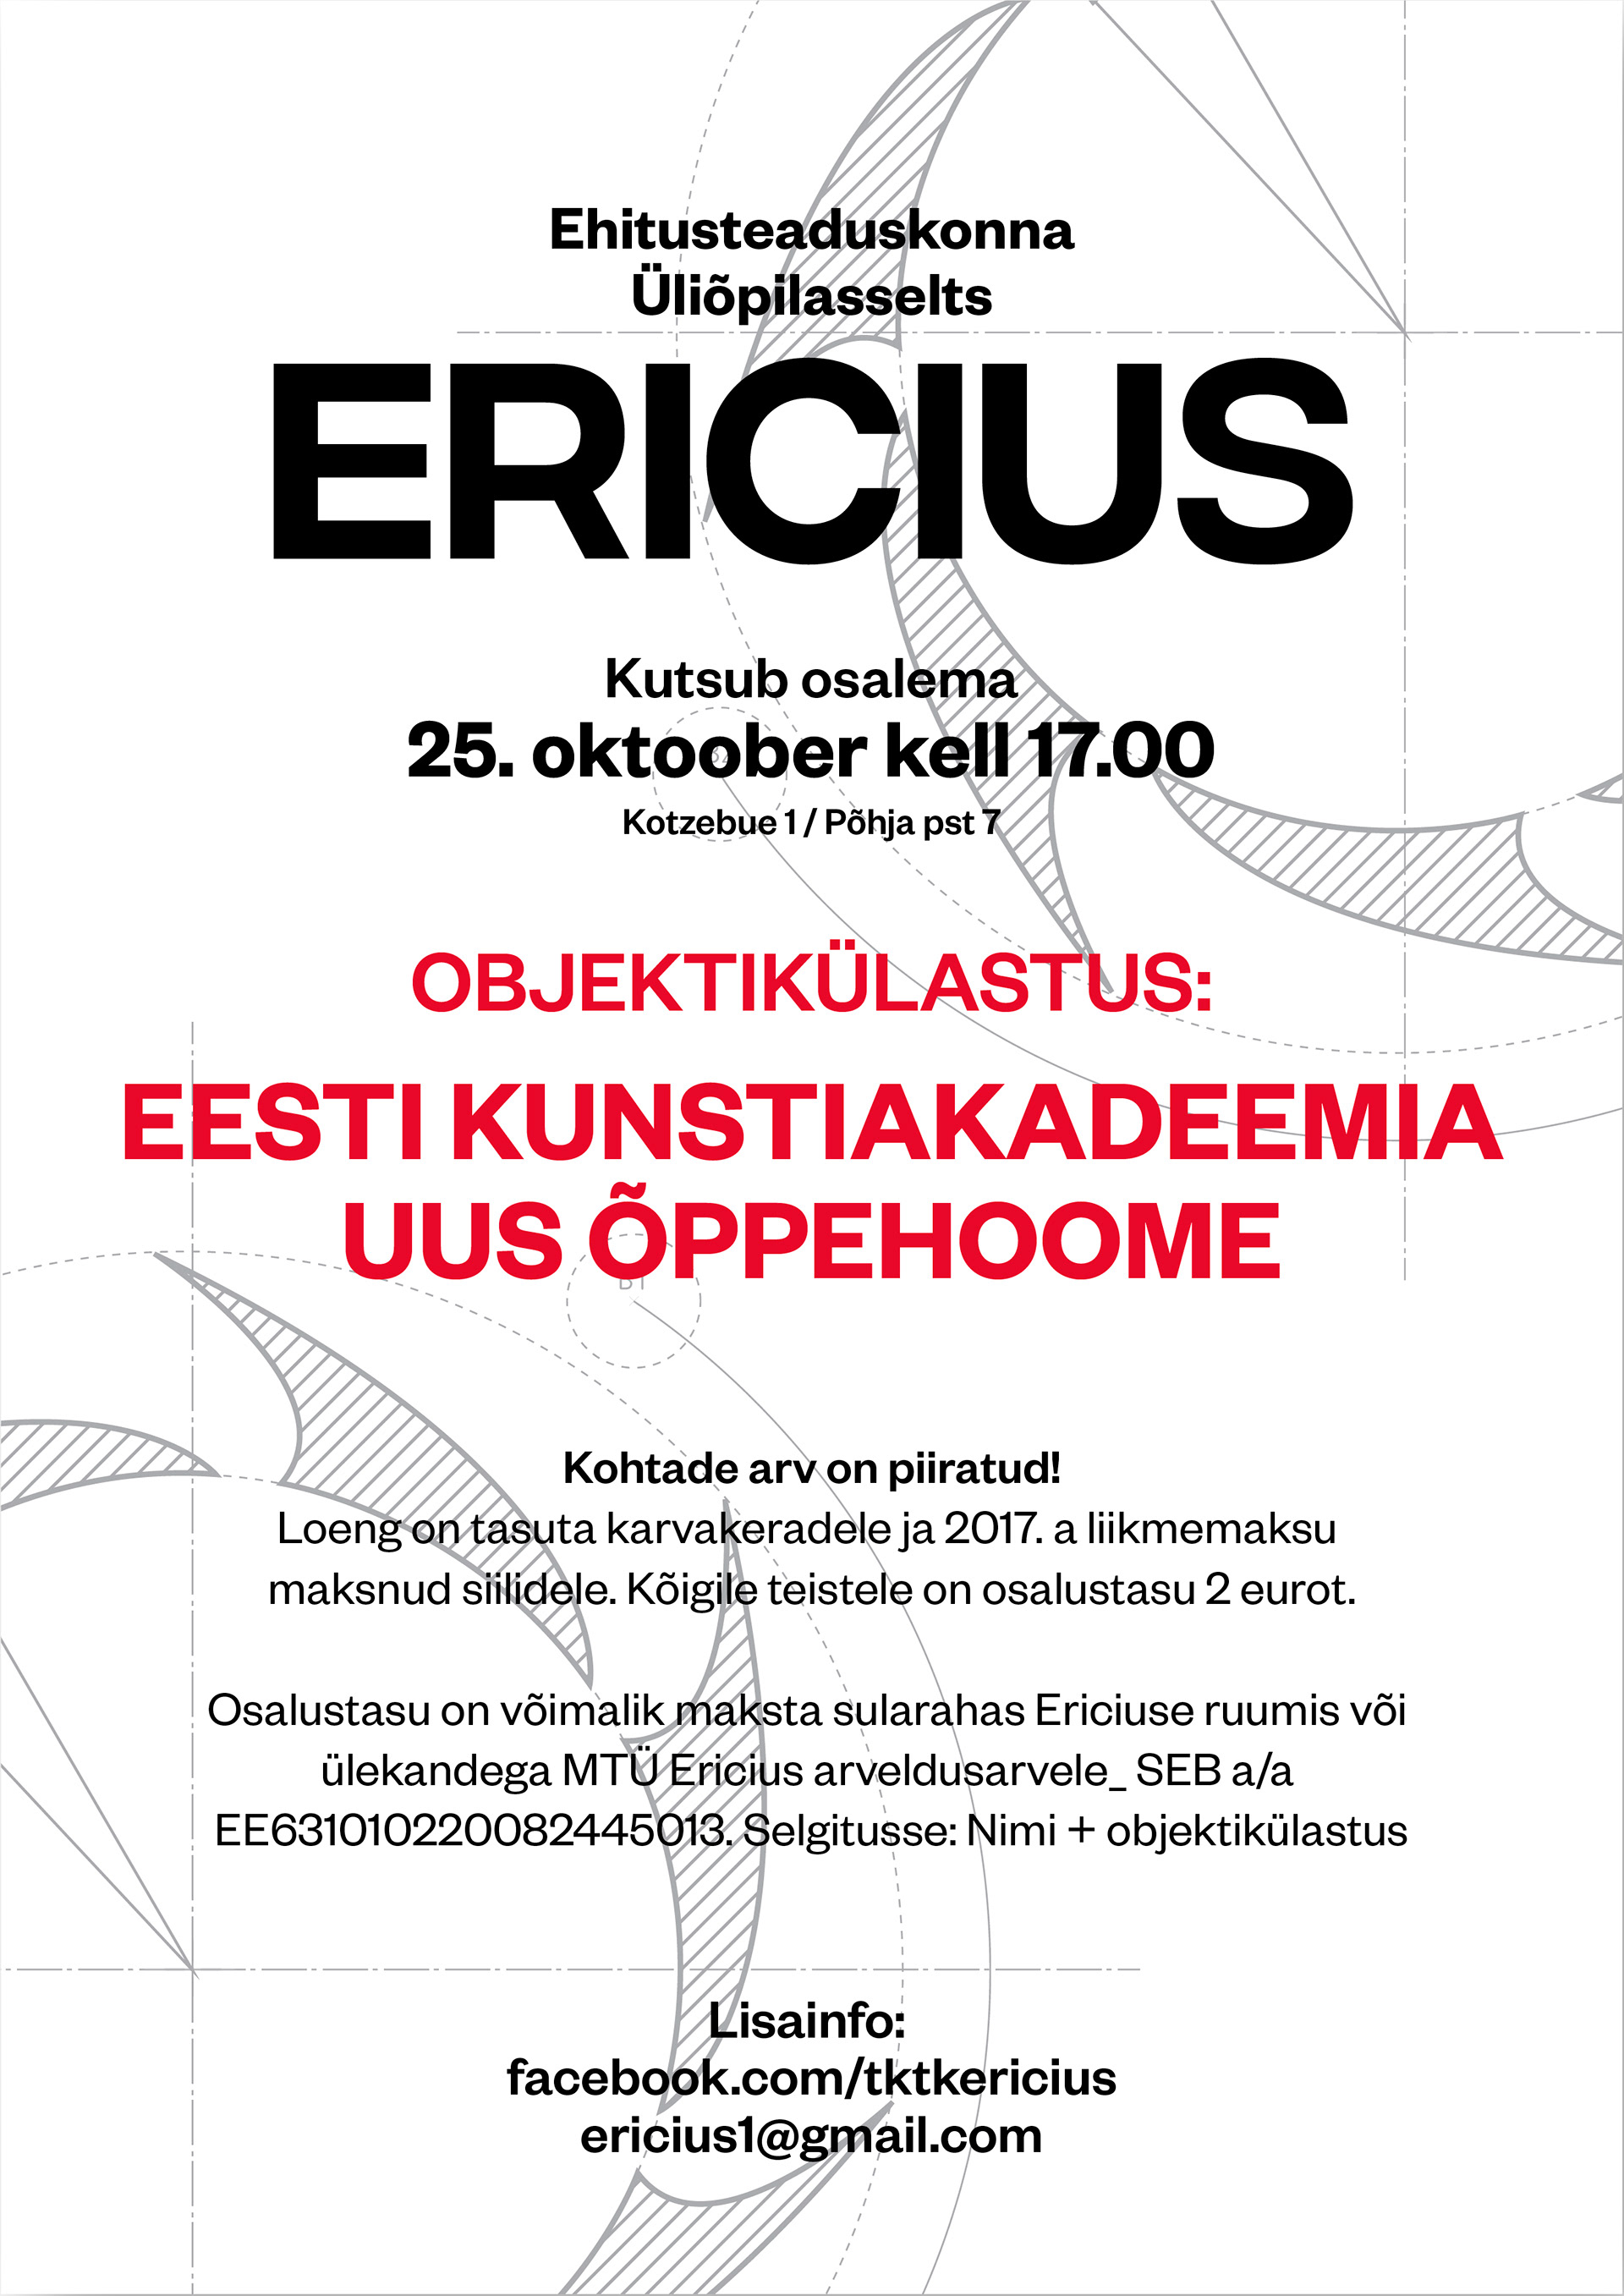 Ehitusteaduskonna
Üliõpilasselts
ERICIUS
Kutsub osalema
25. oktoober kell 17.00
Kotzebue 1 / Põhja pst 7
OBJEKTIKÜLASTUS:
EESTI KUNSTIAKADEEMIA
UUS ÕPPEHOOME
Kohtade arv on piiratud!
Loeng on tasuta karvakeradele ja 2017. a liikmemaksu
maksnud siilidele. Kõigile teistele on osalustasu 2 eurot.
Osalustasu on võimalik maksta sularahas Ericiuse ruumis või
ülekandega MTÜ Ericius arveldusarvele_ SEB a/a
EE631010220082445013. Selgitusse: Nimi + objektikülastus
Lisainfo:
facebook.com/tktkericius
ericius1@gmail.com